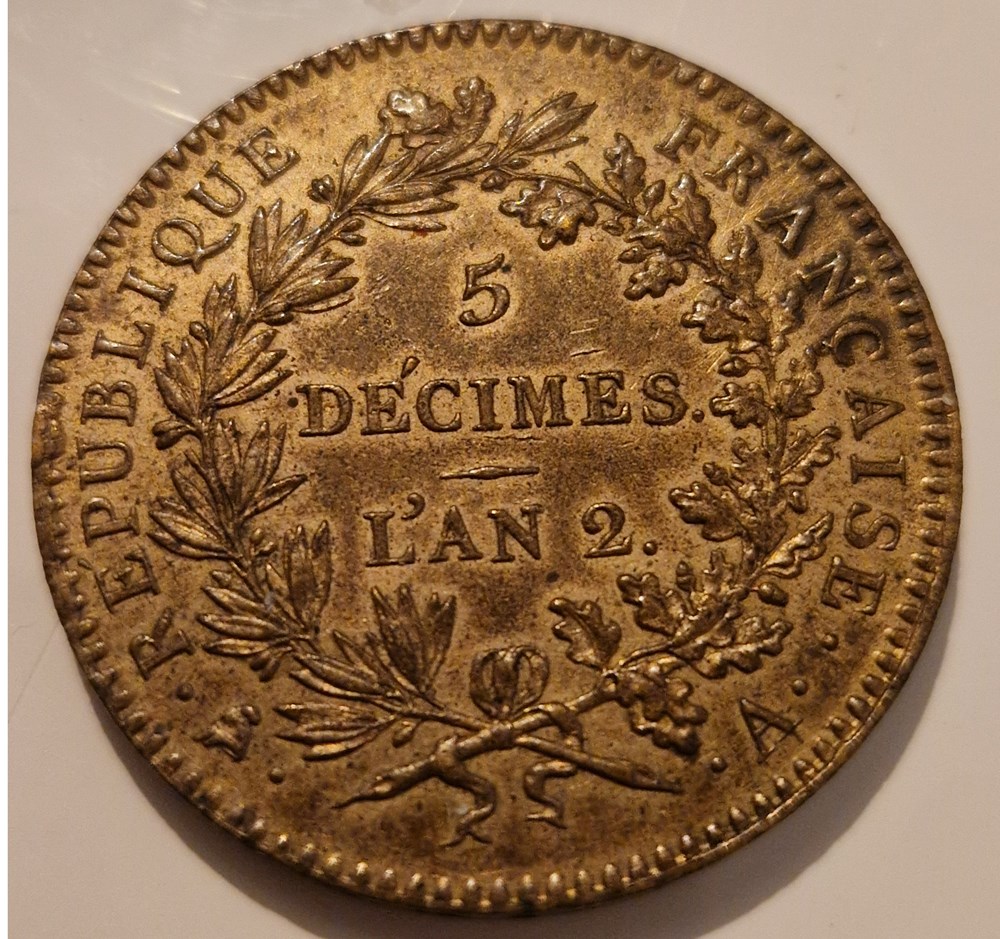 RÉPUBLIQUE FRANÇAISE.
5
DÉCIMES.
L'AN 2.
. A .